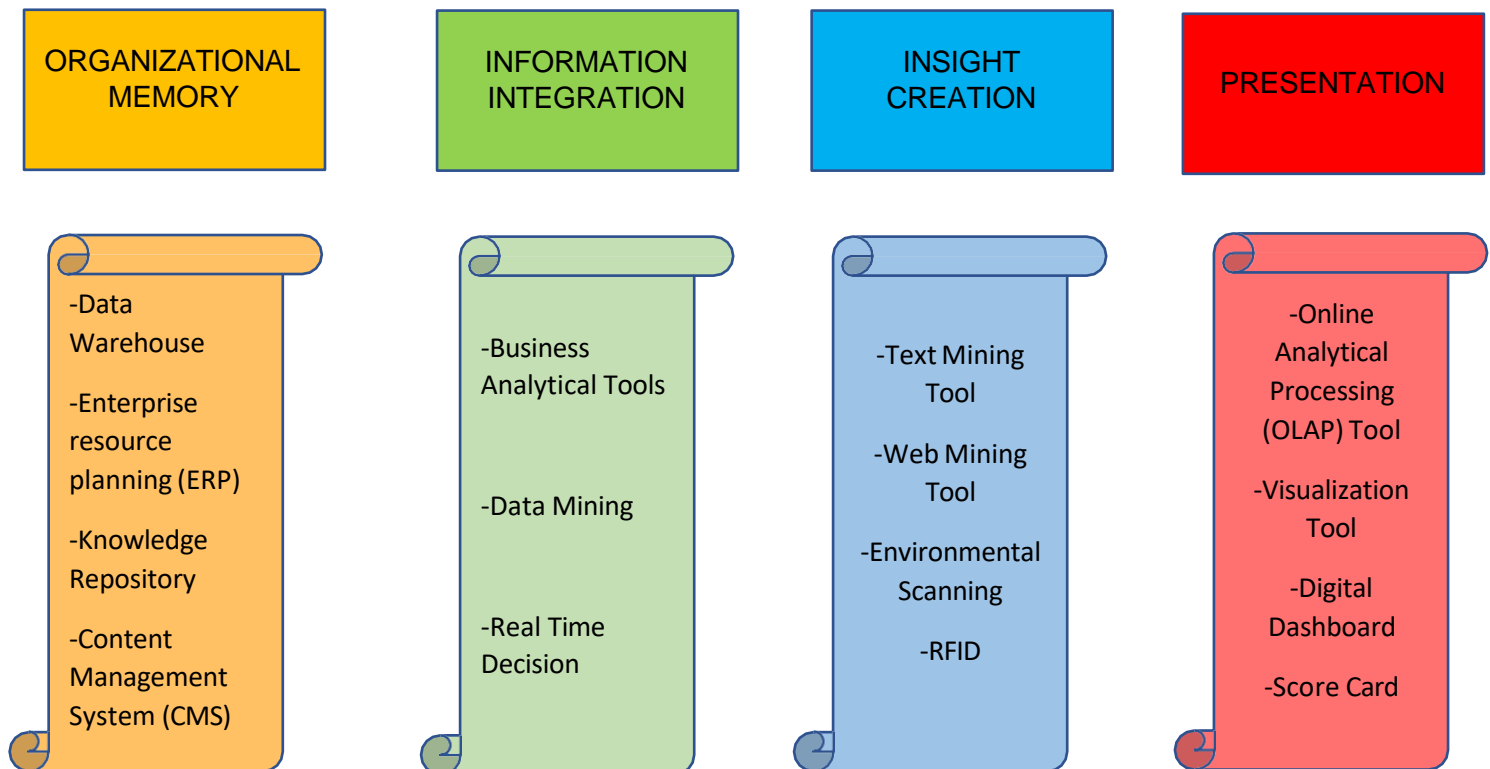 ORGANIZATIONAL
MEMORY
INFORMATION
INTEGRATION
INSIGHT
CREATION
PRESENTATION
-Data
Warehouse
-Enterprise
resource
planning (ERP)
-Knowledge
Repository
-Content
Management
System (CMS)
-Business
Analytical Tools
-Data Mining
-Real Time
Decision
-Text Mining
Tool
-Web Mining
Tool
-Environmental
Scanning
-RFID
-Online
Analytical
Processing
(OLAP) Tool
-Visualization
Tool
-Digital
Dashboard
-Score Card